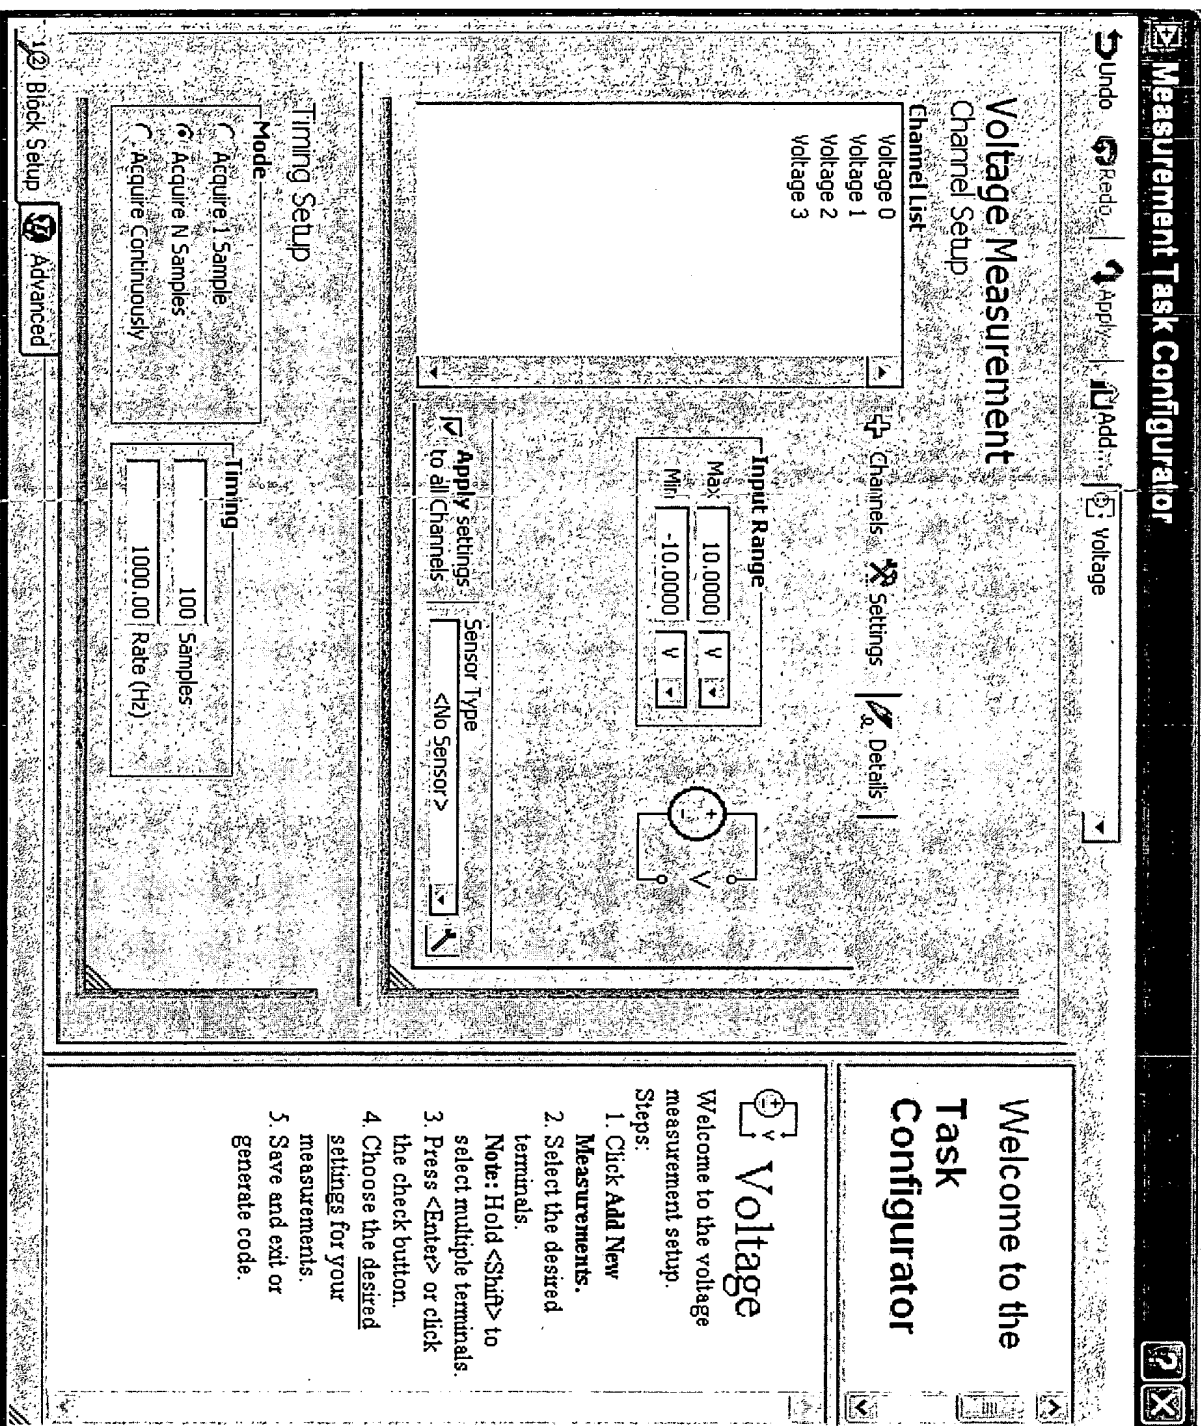 Measurement Task Configurator
Undo Redo Apply Add... Voltage
Voltage Measurement
Channel Setup
Channel List
Voltage 0
Voltage 1
Voltage 2
Voltage 3
Channels Settings Details
Input Range
Max 10.0000 V
Min -10.0000 V
+ - V
Apply settings
to all Channels
Sensor Type
<No Sensor>
Timing Setup
Mode
Acquire 1 Sample
Acquire N Samples
Acquire Continuously
Timing
100 Samples
1000.00 Rate (Hz)
Block Setup Advanced
Welcome to the
Task
Configurator
Voltage
Welcome to the voltage
measurement setup.
Steps:
1. Click Add New
Measurements.
2. Select the desired
terminals.
Note: Hold <Shift> to
select multiple terminals.
3. Press <Enter> or click
the check button.
4. Choose the desired
settings for your
measurements.
5. Save and exit or
generate code.